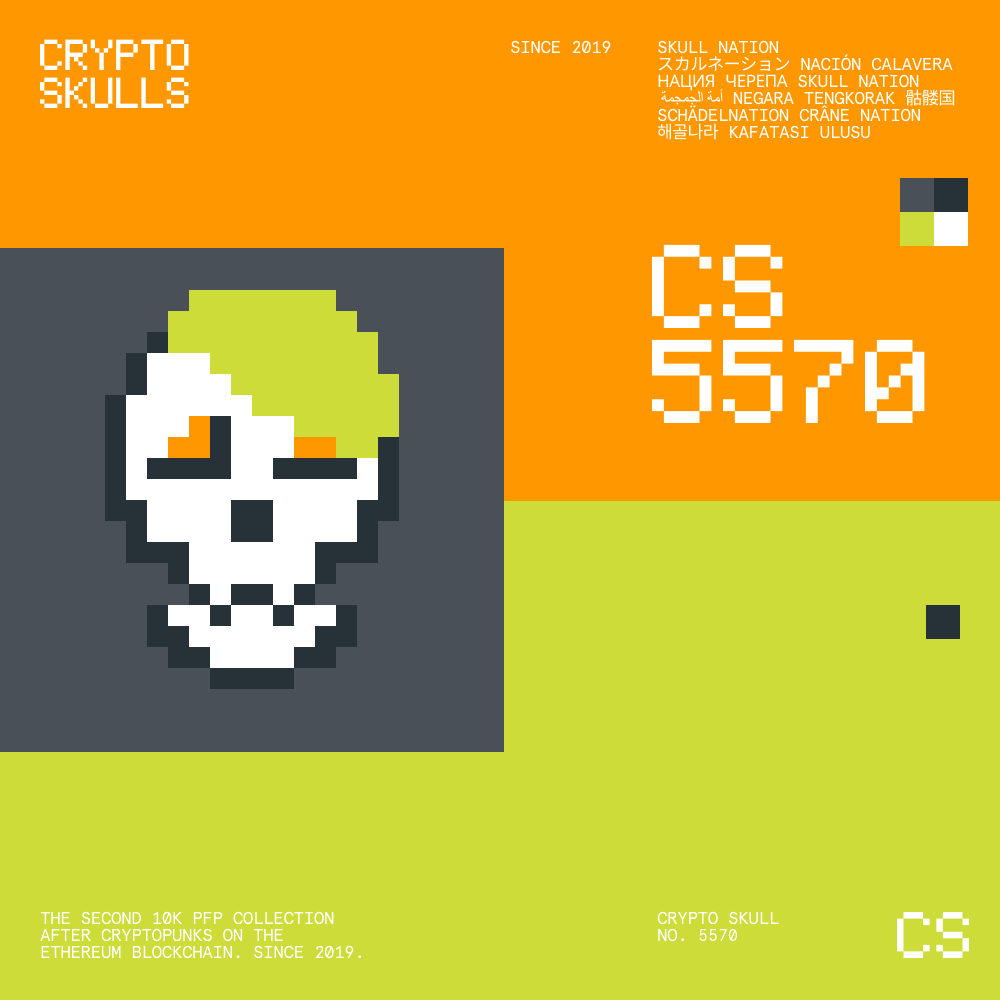 CRYPTO
SKULLS
SINCE 2019
SKULL NATION
スカルネーション NACIÓN CALAVERA
НАЦИЯ ЧЕРЕПА SKULL NATION
أمة الجمجمة NEGARA TENGKORAK 骷髅国
SCHÄDELNATION CRÂNE NATION
해골나라 KAFATASI ULUSU
CS
5570
THE SECOND 10K PFP COLLECTION
AFTER CRYPTOPUNKS ON THE
ETHEREUM BLOCKCHAIN. SINCE 2019.
CRYPTO SKULL
NO. 5570
CS